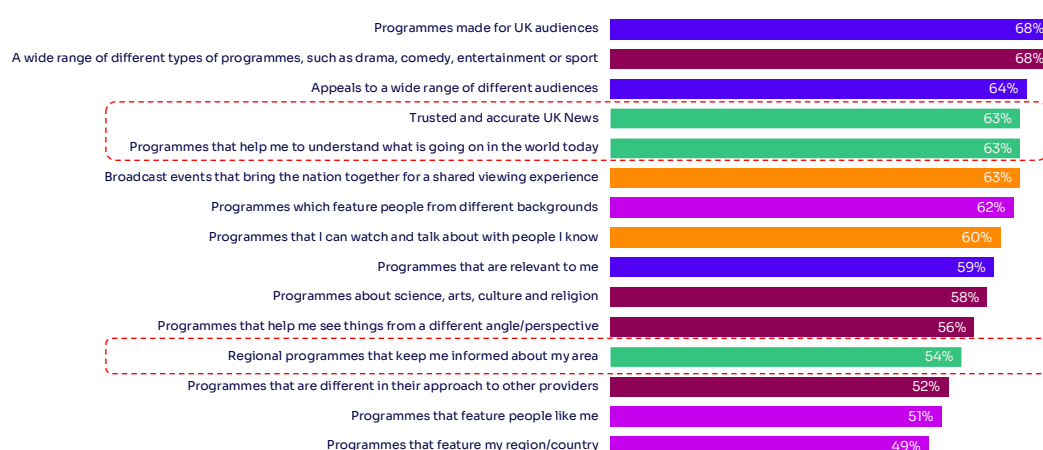 Programmes made for UK audiences 68%
A wide range of different types of programmes, such as drama, comedy, entertainment or sport 68%
Appeals to a wide range of different audiences 64%
Trusted and accurate UK News 63%
Programmes that help me to understand what is going on in the world today 63%
Broadcast events that bring the nation together for a shared viewing experience 63%
Programmes which feature people from different backgrounds 62%
Programmes that I can watch and talk about with people I know 60%
Programmes that are relevant to me 59%
Programmes about science, arts, culture and religion 58%
Programmes that help me see things from a different angle/perspective 56%
Regional programmes that keep me informed about my area 54%
Programmes that are different in their approach to other providers 52%
Programmes that feature people like me 51%
Programmes that feature my region/country 49%